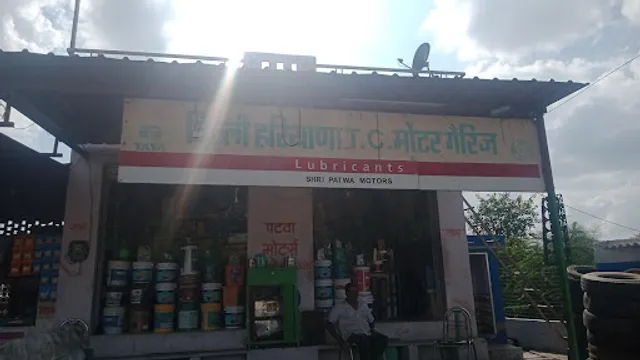 दिल्ली हरियाणा J.C. मोटर गैरिज
TATA
Lubricants
SHRI PATWA MOTORS
पटवा
मोटर्स